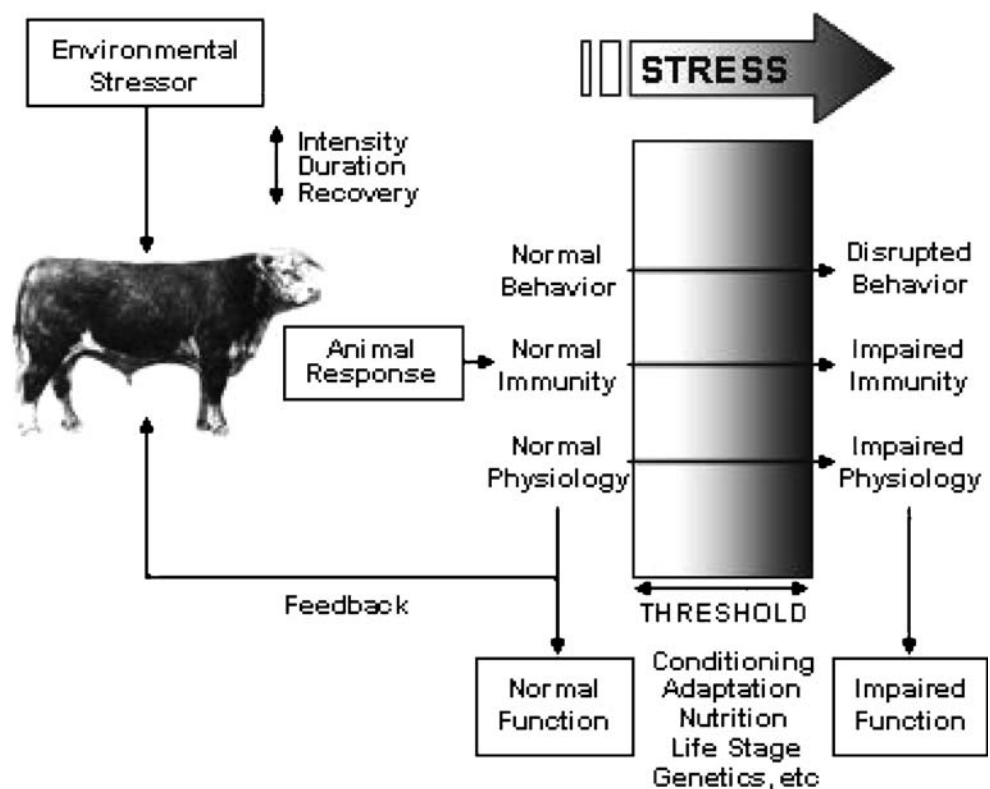 Environmental
Stressor
STRESS
Intensity
Duration
Recovery
Normal
Behavior
Disrupted
Behavior
Animal
Response
Normal
Immunity
Impaired
Immunity
Normal
Physiology
Impaired
Physiology
Feedback
THRESHOLD
Normal
Function
Conditioning
Adaptation
Nutrition
Life Stage
Genetics, etc
Impaired
Function